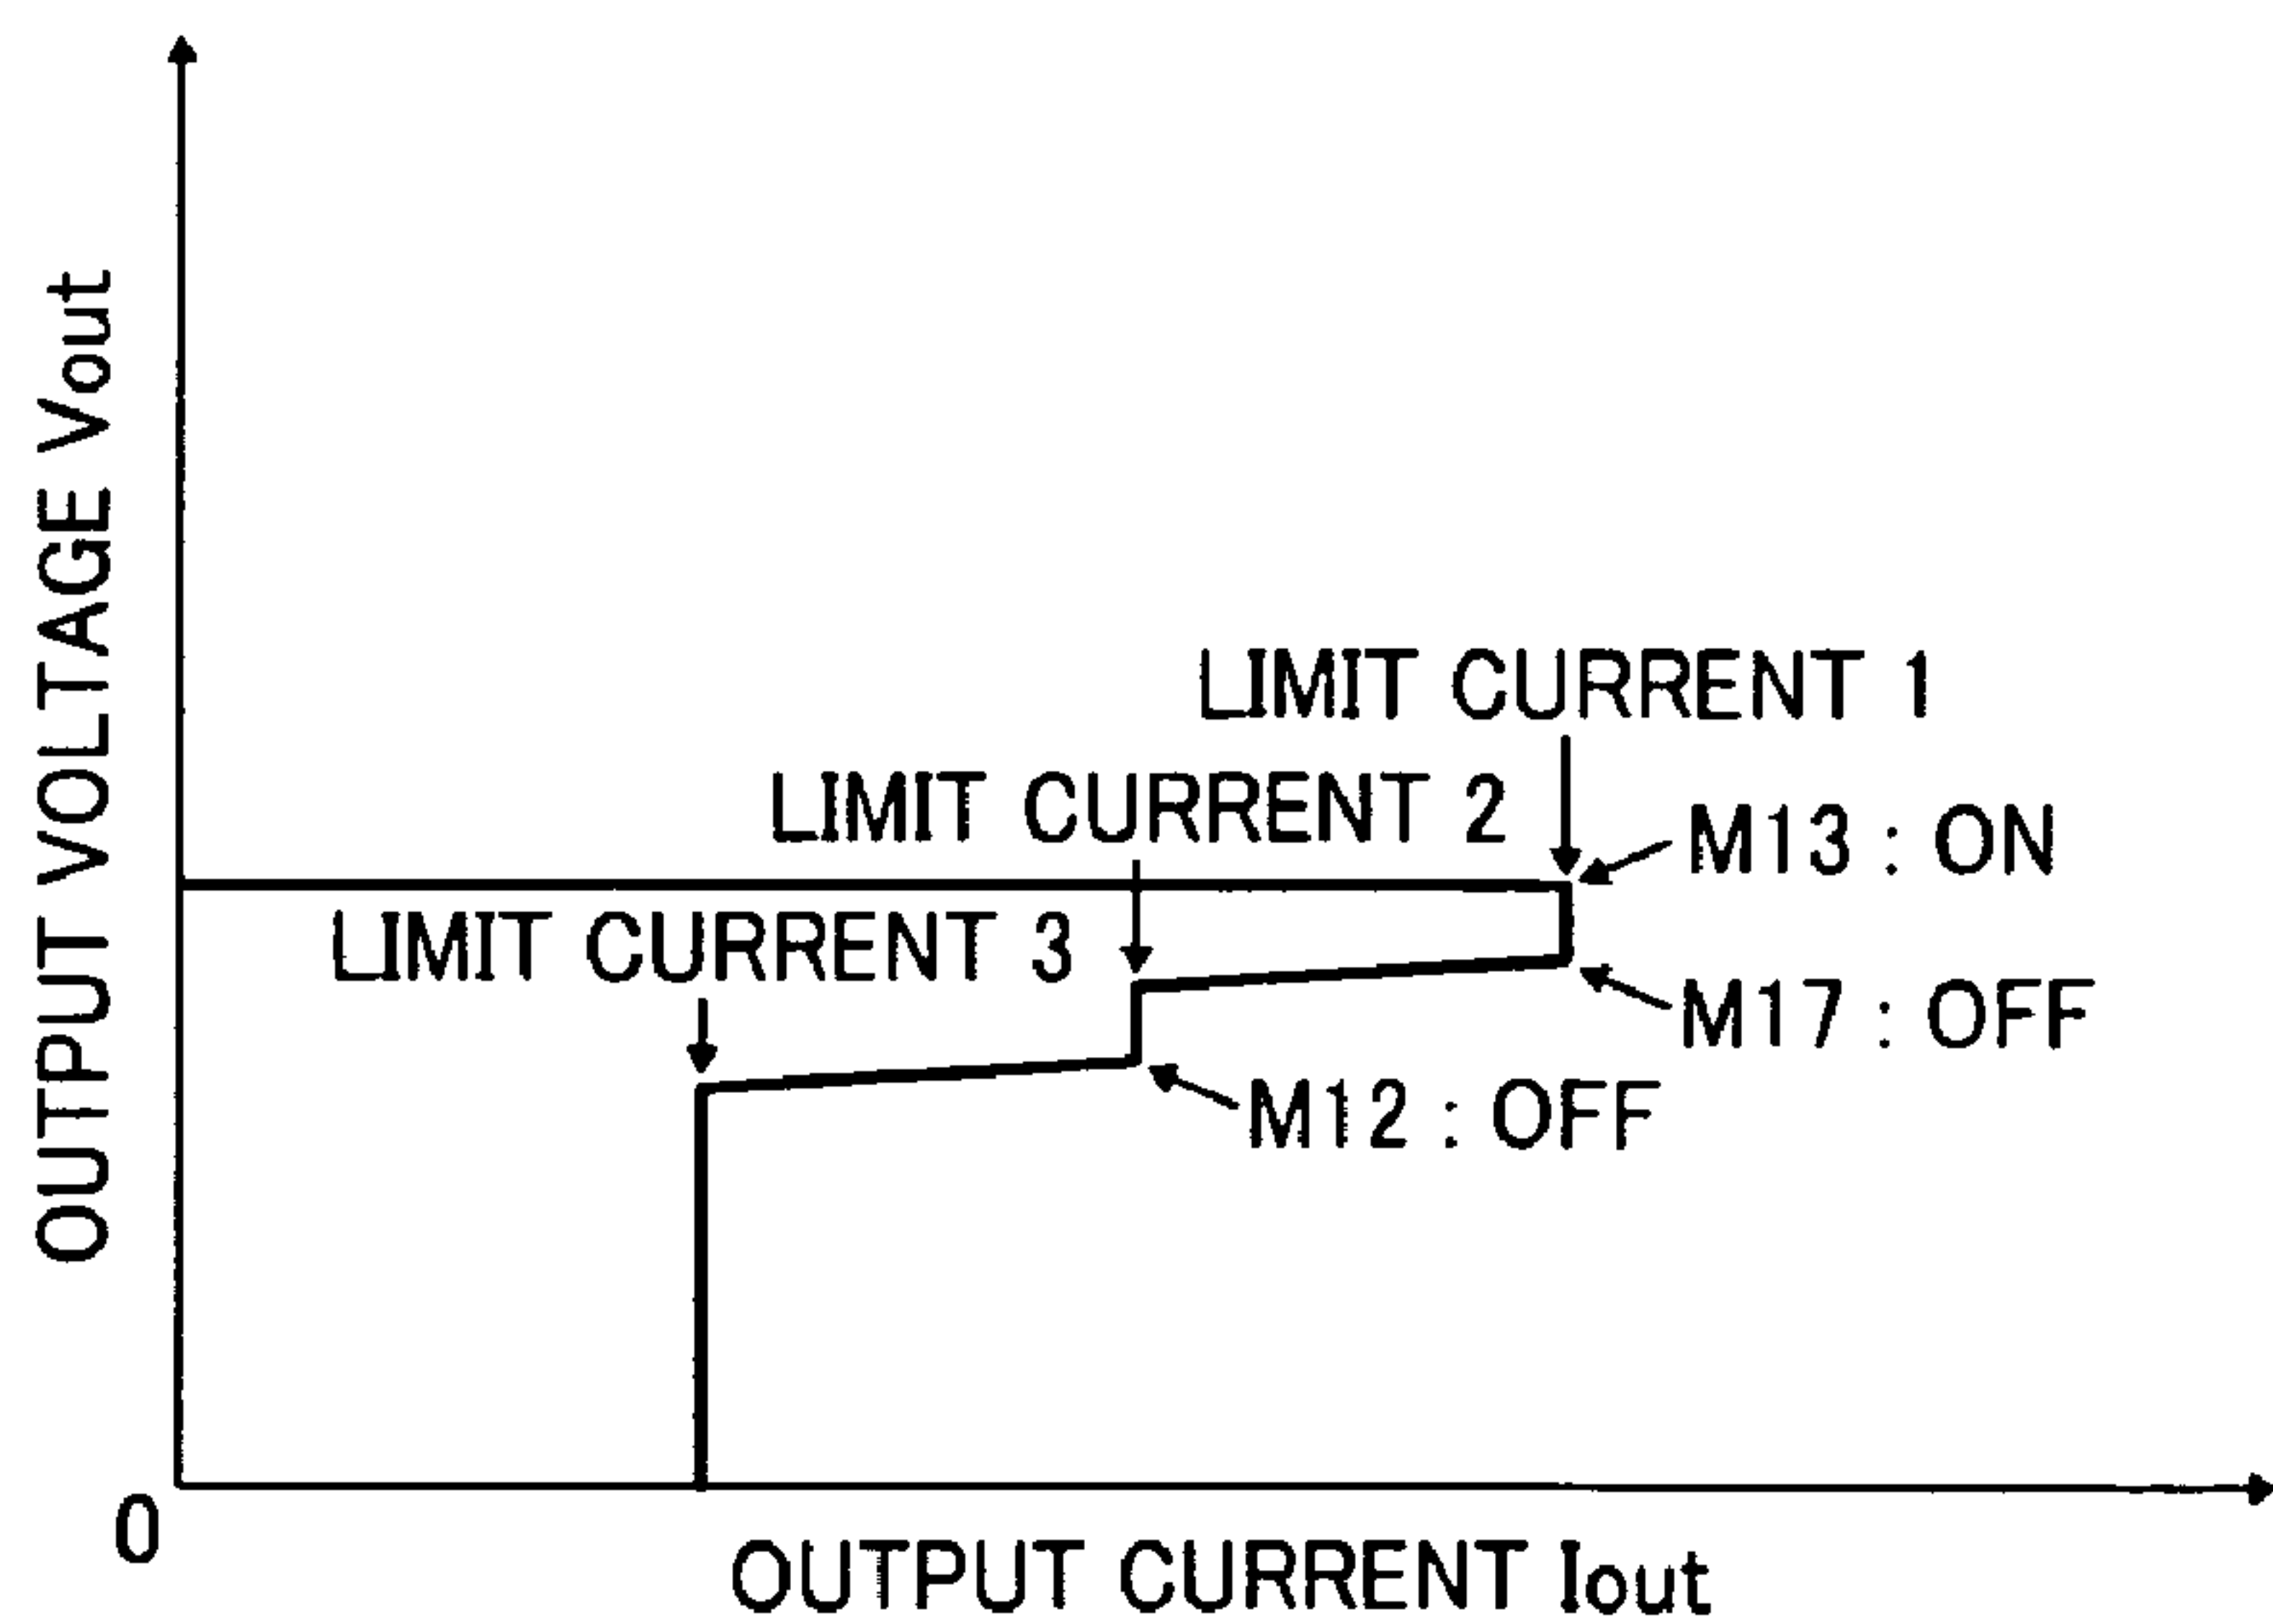 OUTPUT VOLTAGE Vout
LIMIT CURRENT 1
LIMIT CURRENT 2
M13 : ON
LIMIT CURRENT 3
M17 : OFF
M12 : OFF
0
OUTPUT CURRENT Iout